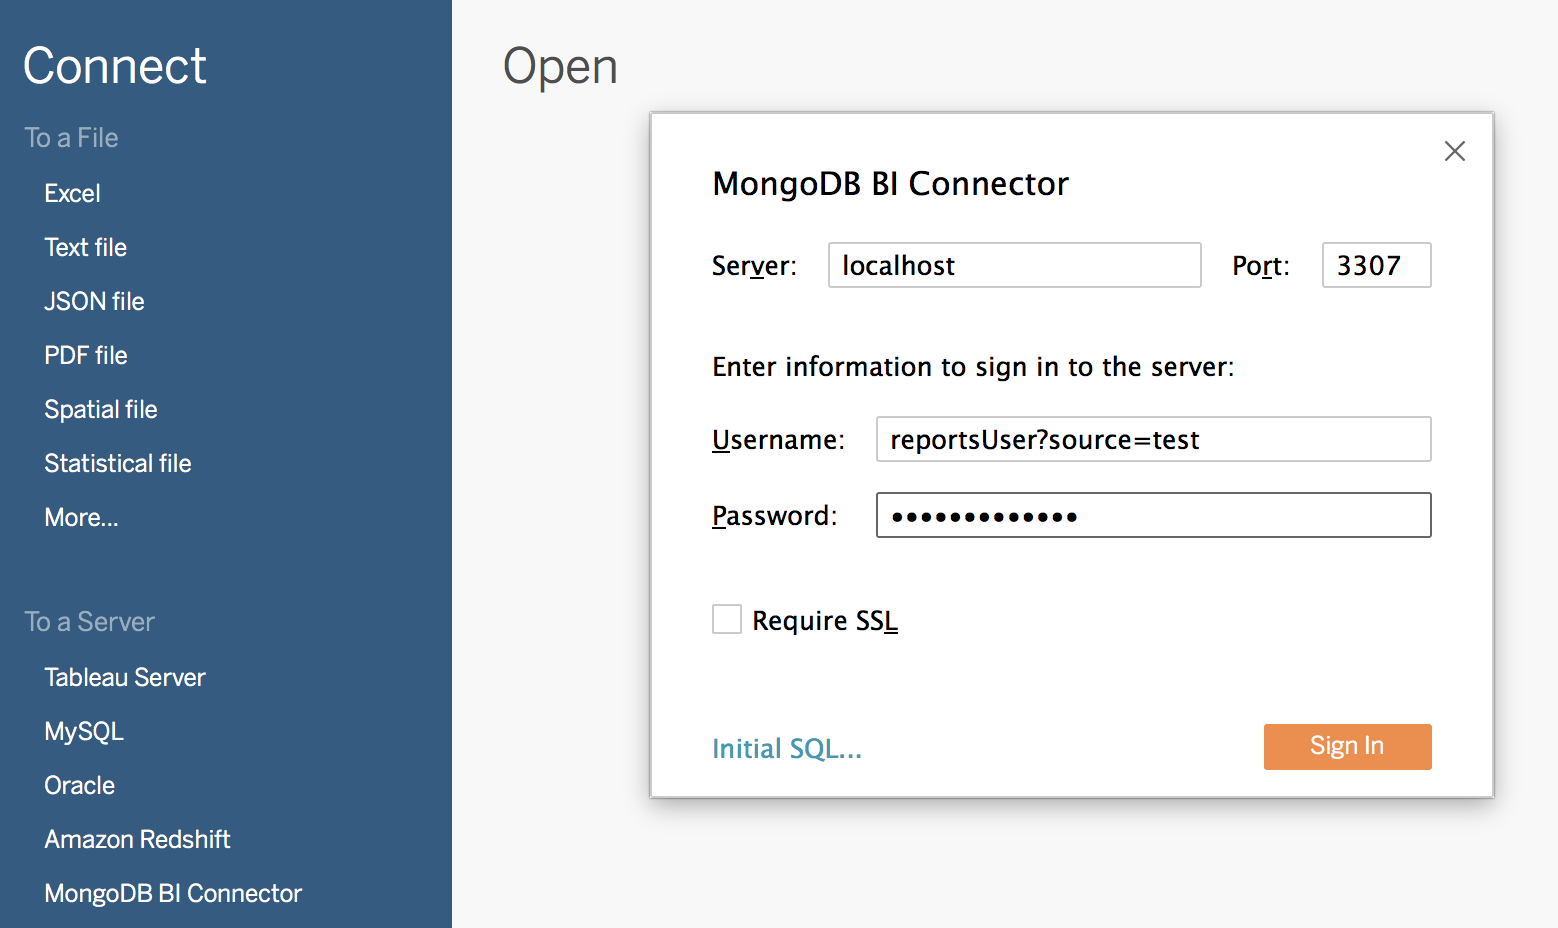 Connect
To a File
Excel
Text file
JSON file
PDF file
Spatial file
Statistical file
More...
To a Server
Tableau Server
MySQL
Oracle
Amazon Redshift
MongoDB BI Connector
Open
MongoDB BI Connector
Server: localhost Port: 3307
Enter information to sign in to the server:
Username: reportsUser?source=test
Password: •••••••••••••
Require SSL
Initial SQL... Sign In